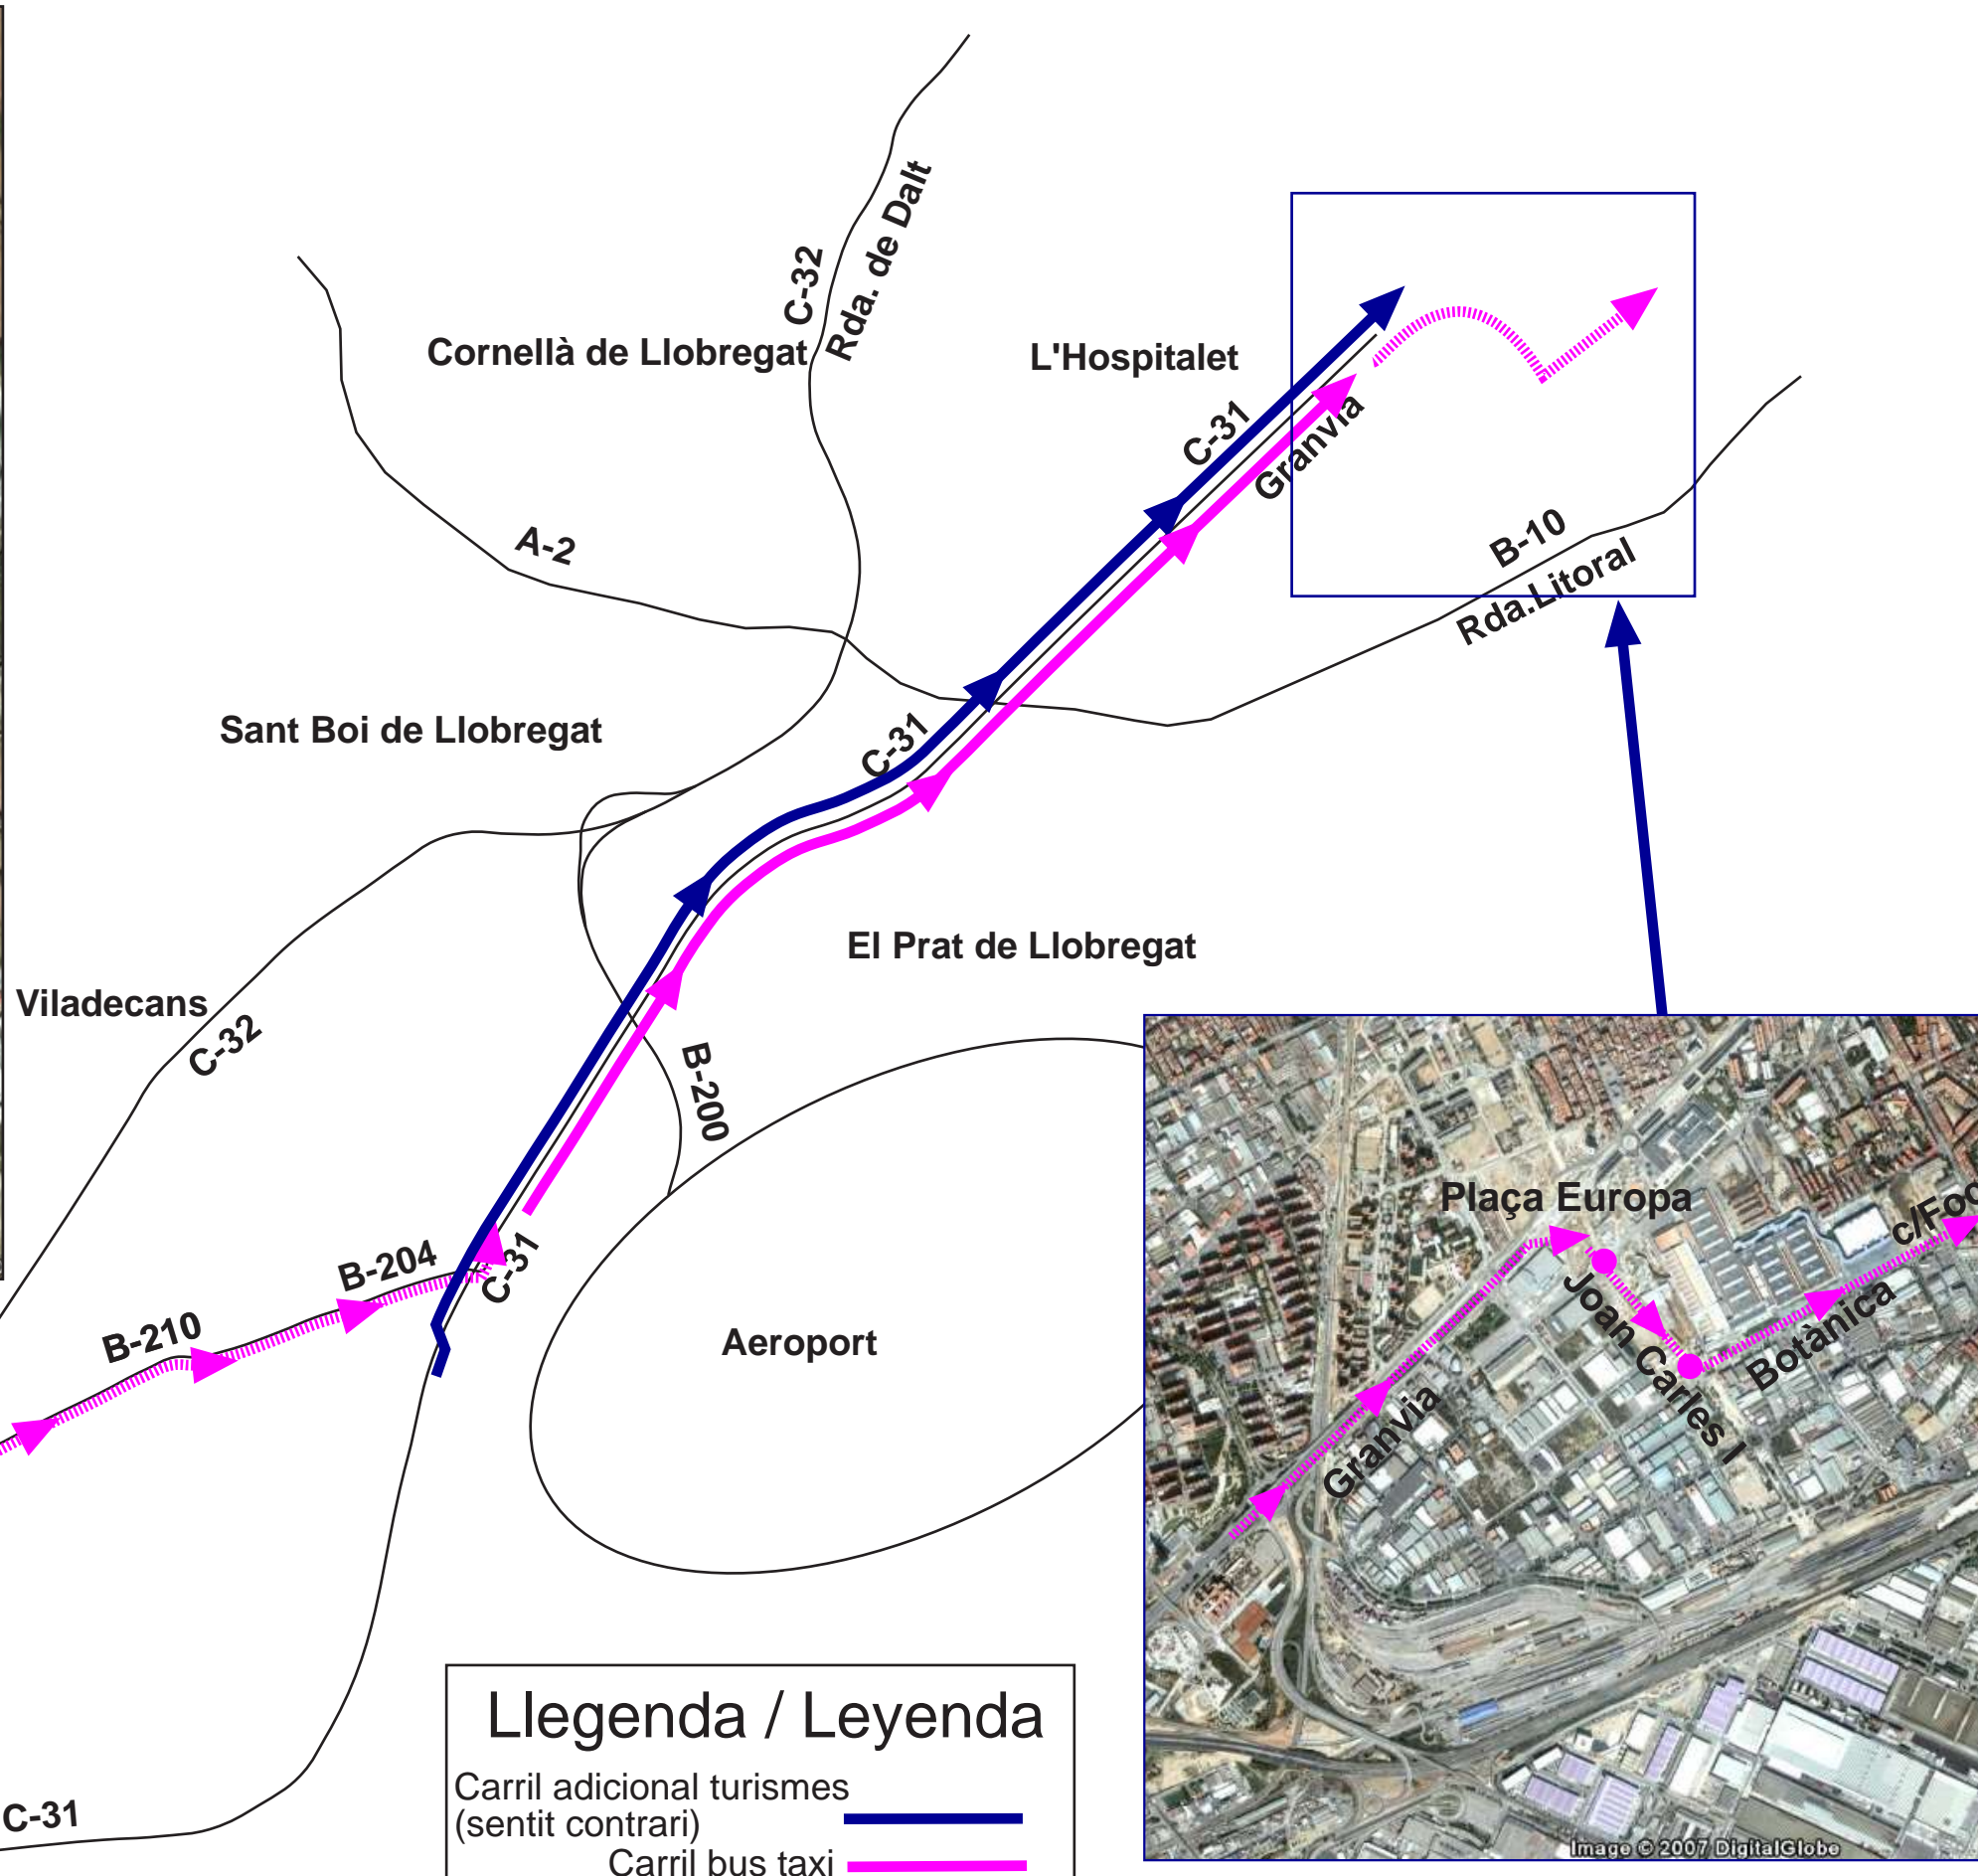 C-32
Rda. de Dalt
Cornellà de Llobregat
L'Hospitalet
C-31
Granvia
A-2
B-10
Rda.Litoral
Sant Boi de Llobregat
C-31
El Prat de Llobregat
Viladecans
C-32
B-200
B-204
C-31
B-210
Aeroport
Plaça Europa
c/Foc
Joan Carles I
Botànica
Granvia
Llegenda / Leyenda
Carril adicional turismes
(sentit contrari)
Carril bus taxi
C-31
Image © 2007 DigitalGlobe